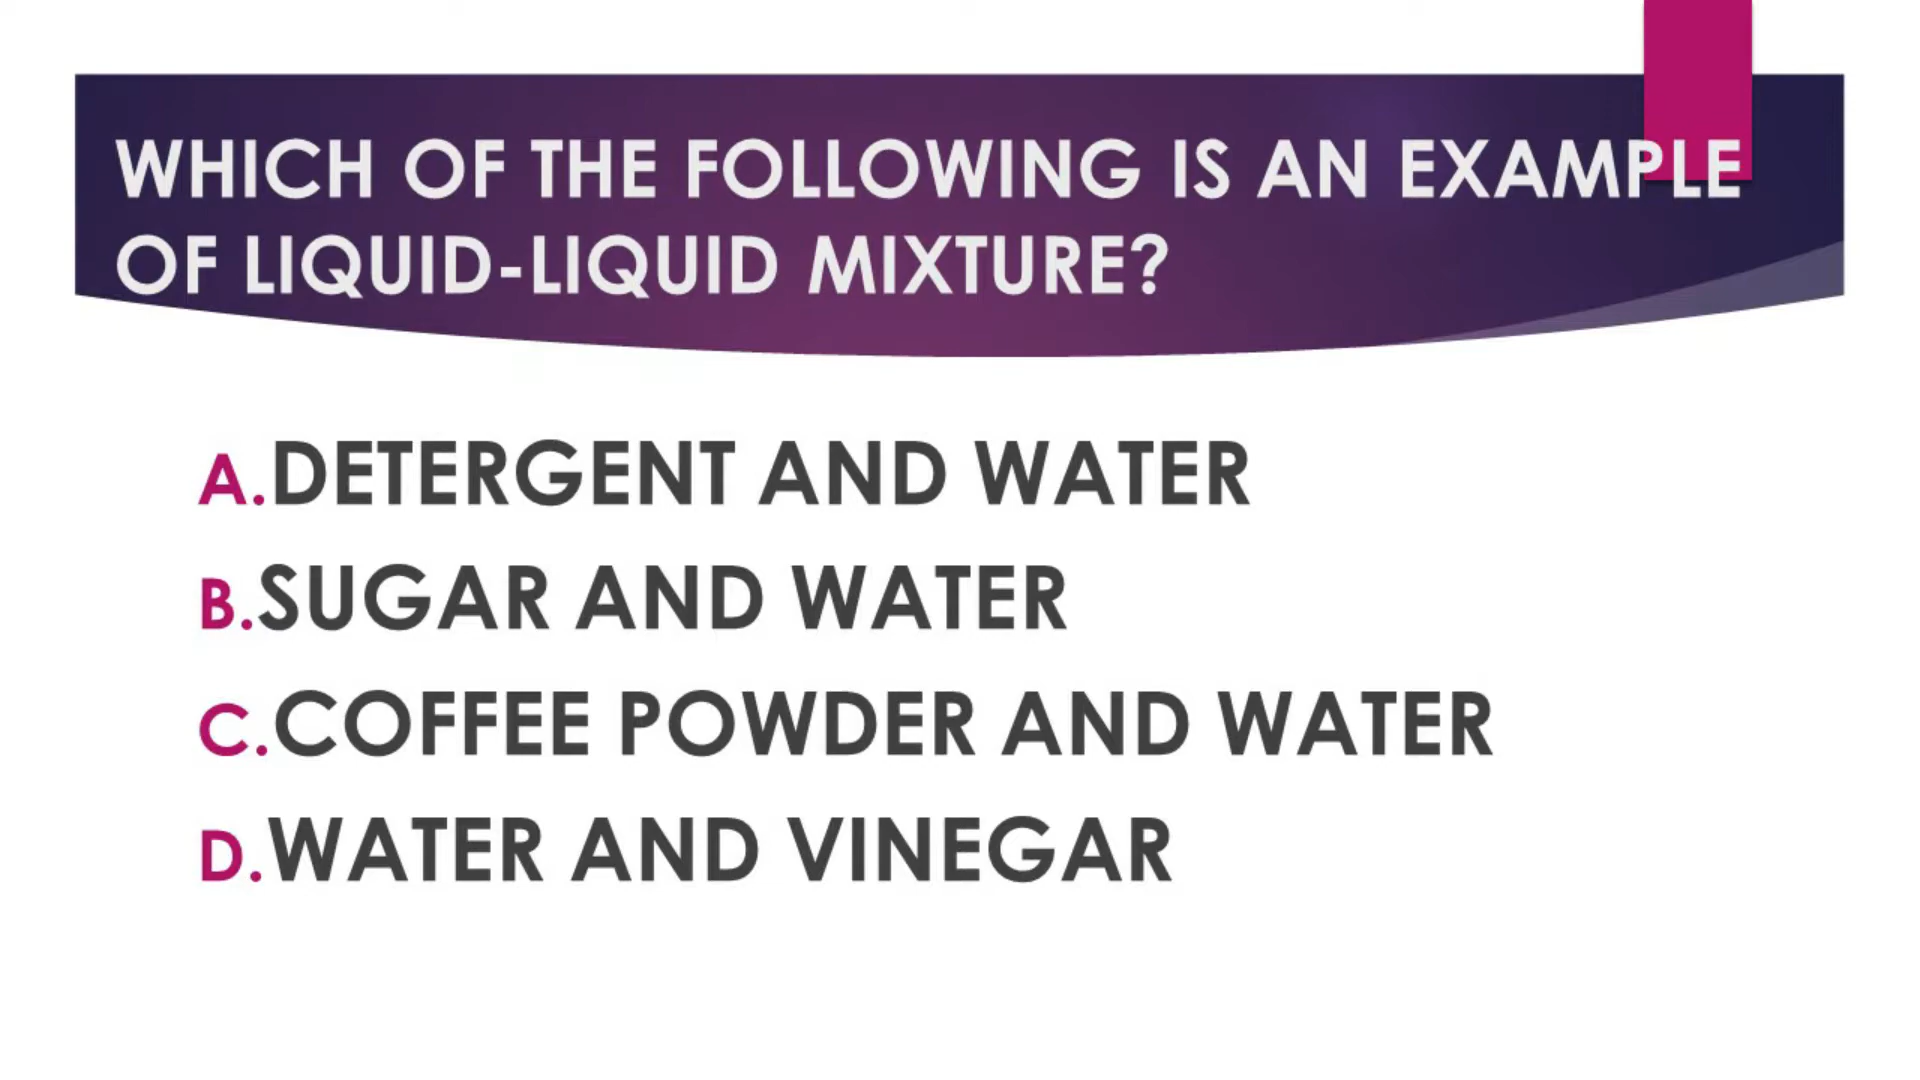 WHICH OF THE FOLLOWING IS AN EXAMPLE
OF LIQUID-LIQUID MIXTURE?
A.DETERGENT AND WATER
B.SUGAR AND WATER
C.COFFEE POWDER AND WATER
D.WATER AND VINEGAR